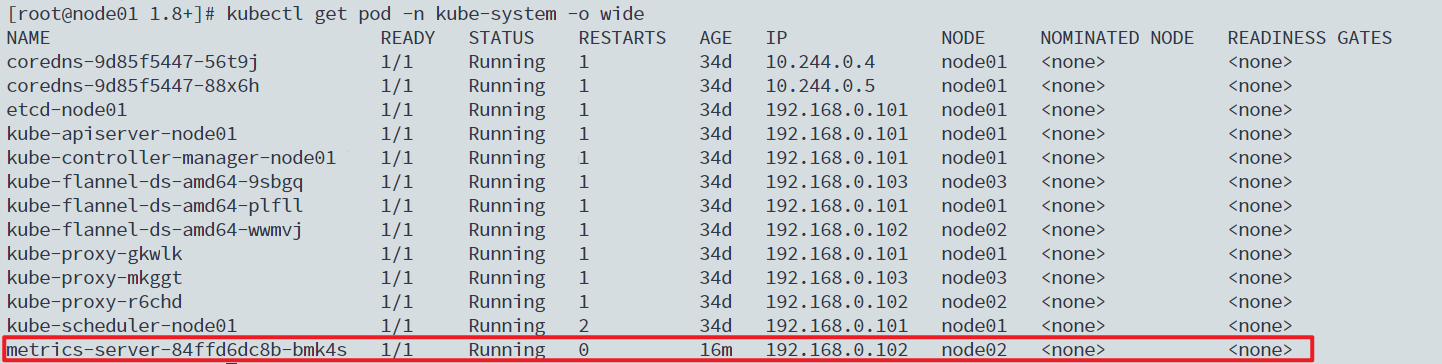 [root@node01 1.8+]# kubectl get pod -n kube-system -o wide
NAME READY STATUS RESTARTS AGE IP NODE NOMINATED NODE READINESS GATES
coredns-9d85f5447-56t9j 1/1 Running 1 34d 10.244.0.4 node01 <none> <none>
coredns-9d85f5447-88x6h 1/1 Running 1 34d 10.244.0.5 node01 <none> <none>
etcd-node01 1/1 Running 1 34d 192.168.0.101 node01 <none> <none>
kube-apiserver-node01 1/1 Running 1 34d 192.168.0.101 node01 <none> <none>
kube-controller-manager-node01 1/1 Running 1 34d 192.168.0.101 node01 <none> <none>
kube-flannel-ds-amd64-9sbgq 1/1 Running 1 34d 192.168.0.103 node03 <none> <none>
kube-flannel-ds-amd64-plfll 1/1 Running 1 34d 192.168.0.101 node01 <none> <none>
kube-flannel-ds-amd64-wwmvj 1/1 Running 1 34d 192.168.0.102 node02 <none> <none>
kube-proxy-gkwlk 1/1 Running 1 34d 192.168.0.101 node01 <none> <none>
kube-proxy-mkggt 1/1 Running 1 34d 192.168.0.103 node03 <none> <none>
kube-proxy-r6chd 1/1 Running 1 34d 192.168.0.102 node02 <none> <none>
kube-scheduler-node01 1/1 Running 2 34d 192.168.0.101 node01 <none> <none>
metrics-server-84ffd6dc8b-bmk4s 1/1 Running 0 16m 192.168.0.102 node02 <none> <none>